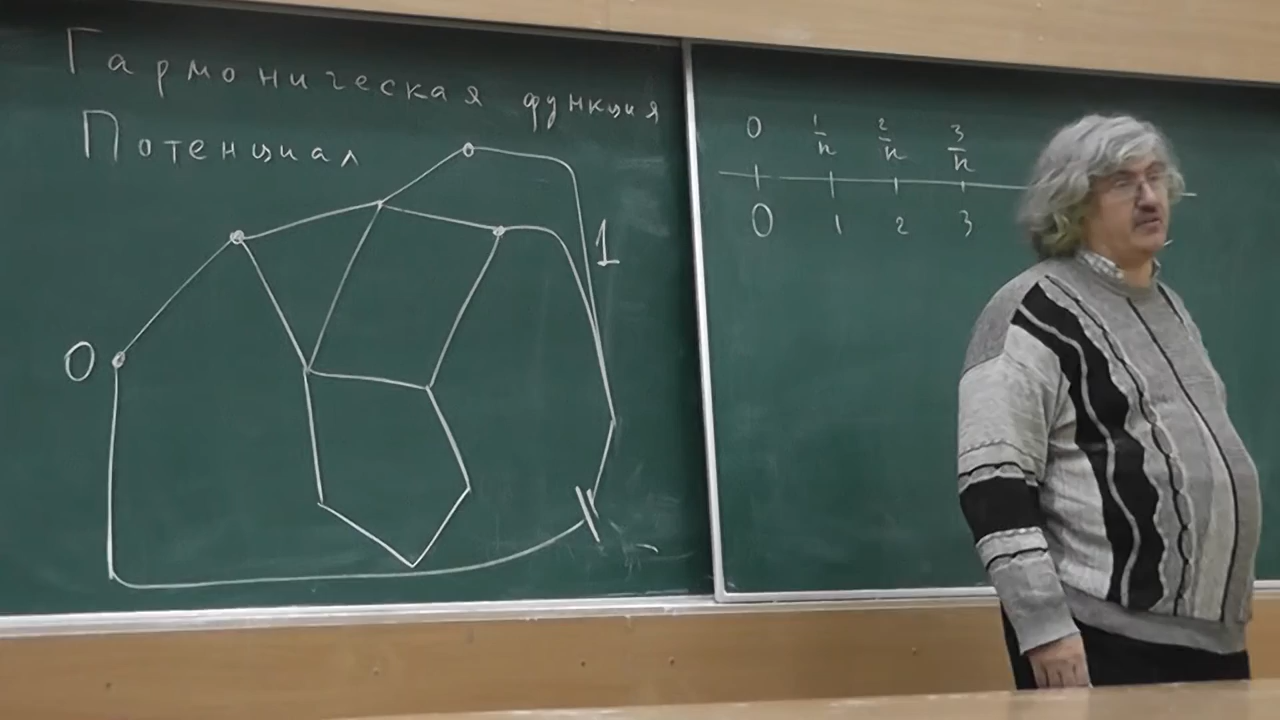 Гармоническая функция
Потенциал
0
1
0 1/n 2/n 3/n
0 1 2 3